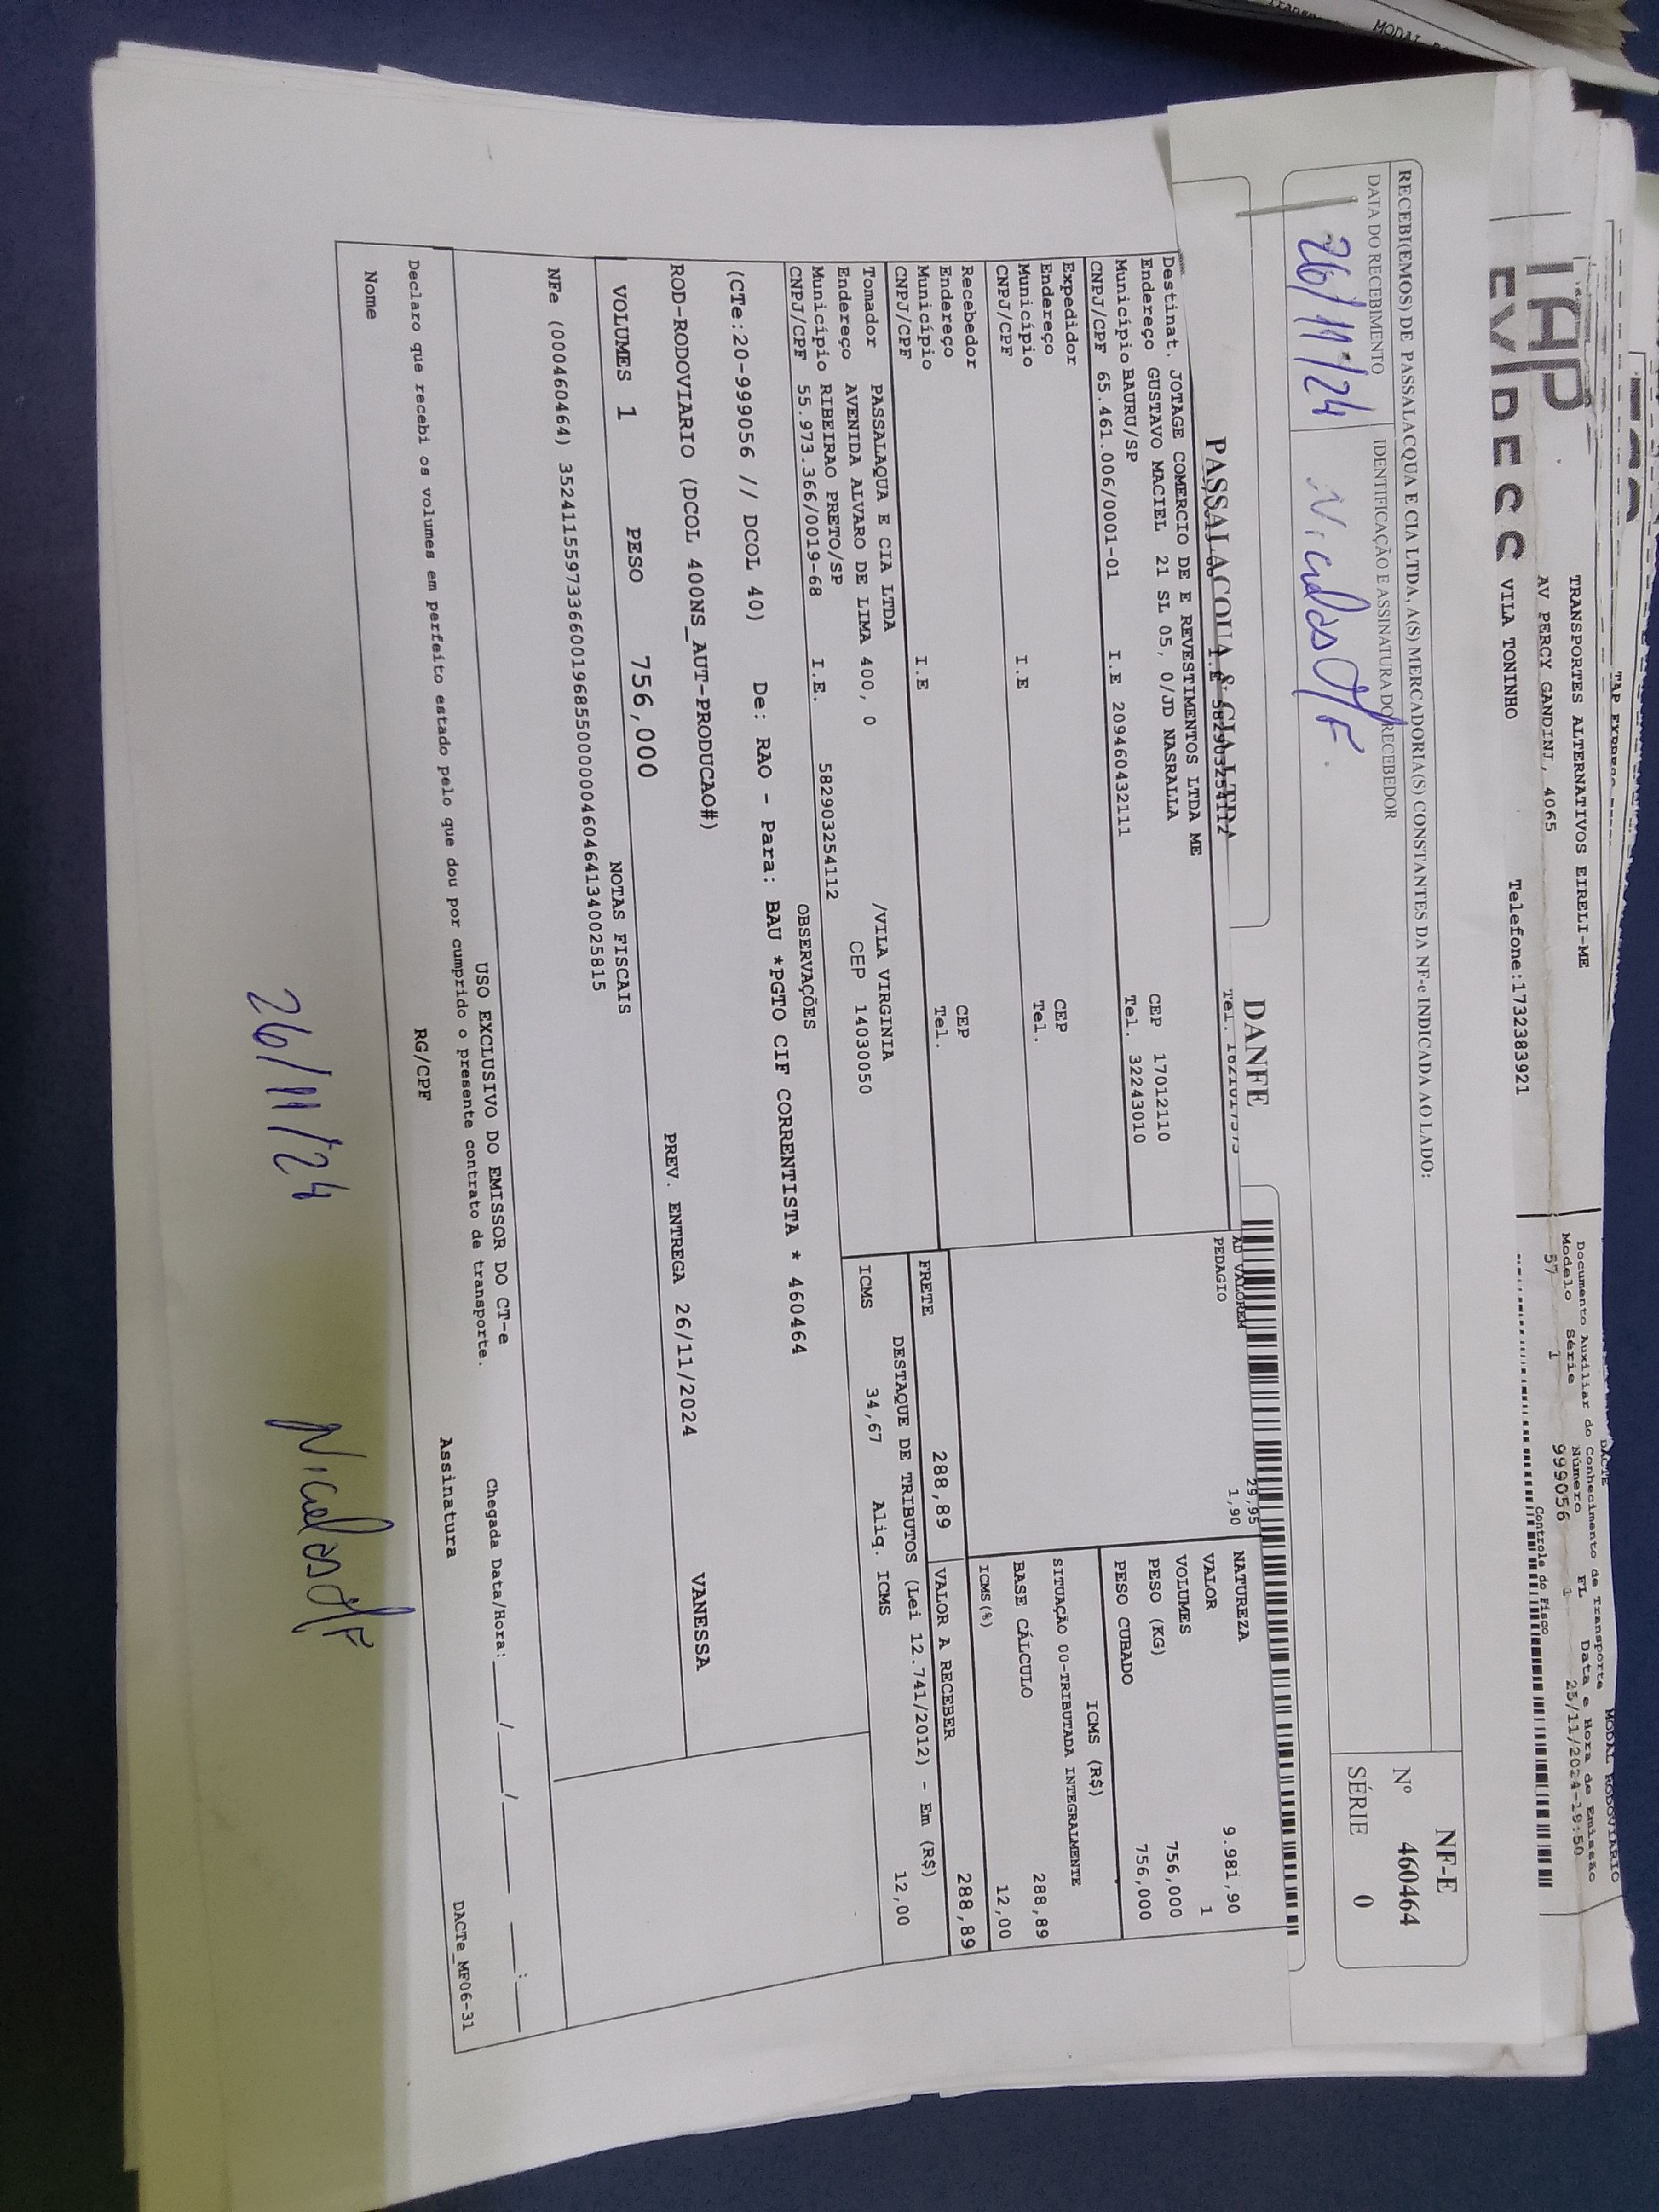 MODAL
TAP EXPRESS
TRANSPORTES ALTERNATIVOS EIRELI-ME
AV PERCY GANDINI, 4065
VILA TONINHO Telefone:1732383921
DACTE MODAL RODOVIARIO
Documento Auxiliar do Conhecimento de Transporte
Modelo Série Número FL Data e Hora de Emissão
57 1 999056 1 25/11/2024-19:50
Controle do Fisco
RECEBI(EMOS) DE PASSALACQUA E CIA LTDA, A(S) MERCADORIA(S) CONSTANTES DA NF-e INDICADA AO LADO:
DATA DO RECEBIMENTO IDENTIFICAÇÃO E ASSINATURA DO RECEBEDOR
26/11/24 Nicolas
NF-E
Nº 460464
SÉRIE 0
PASSALACQUA & CIA LTDA DANFE
I.E 582903254112
AD VALOREM 29,95
PEDAGIO 1,90
Destinat. JOTAGE COMERCIO DE E REVESTIMENTOS LTDA ME
Endereço GUSTAVO MACIEL 21 SL 05, 0/JD NASRALLA CEP 17012110
Município BAURU/SP Tel. 32243010
CNPJ/CPF 65.461.006/0001-01 I.E 209460432111
Expedidor
Endereço CEP
Município Tel.
CNPJ/CPF I.E
Recebedor
Endereço CEP
Município Tel.
CNPJ/CPF I.E
Tomador PASSALAQUA E CIA LTDA
Endereço AVENIDA ALVARO DE LIMA 400, 0 /VILA VIRGINIA
Município RIBEIRAO PRETO/SP CEP 14030050
CNPJ/CPF 55.973.366/0019-68 I.E. 582903254112
NATUREZA
VALOR 9.981,90
VOLUMES 1
PESO (KG) 756,000
PESO CUBADO 756,000
ICMS (R$)
SITUAÇÃO 00-TRIBUTADA INTEGRALMENTE
BASE CÁLCULO 288,89
ICMS(%) 12,00
FRETE 288,89 VALOR A RECEBER 288,89
DESTAQUE DE TRIBUTOS (Lei 12.741/2012) - Em (R$)
ICMS 34,67 Aliq. ICMS 12,00
OBSERVAÇÕES
(CTe:20-999056 // DCOL 40) De: RAO - Para: BAU *PGTO CIF CORRENTISTA * 460464
ROD-RODOVIARIO (DCOL 400NS_AUT-PRODUCAO#)
PREV. ENTREGA 26/11/2024 VANESSA
VOLUMES 1 PESO 756,000
NOTAS FISCAIS
NFe (000460464) 35241155973366001968550000004604641340025815
USO EXCLUSIVO DO EMISSOR DO CT-e
Declaro que recebi os volumes em perfeito estado pelo que dou por cumprido o presente contrato de transporte.
Chegada Data/Hora:____/____/______ ___:___
Nome RG/CPF Assinatura
DACTe_MF06-31
26/11/24 Nicolas